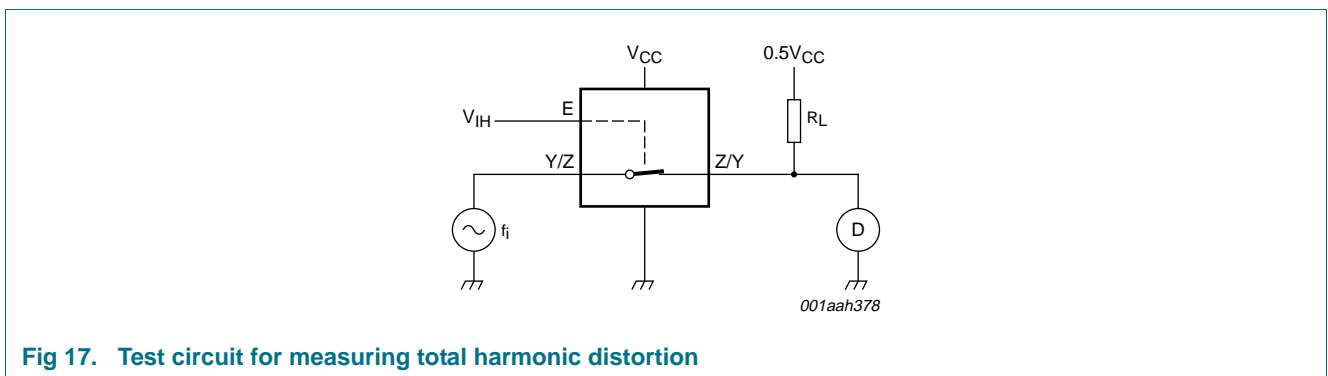 VCC
0.5VCC
VIH
E
RL
Y/Z
Z/Y
fi
D
001aah378
Fig 17. Test circuit for measuring total harmonic distortion